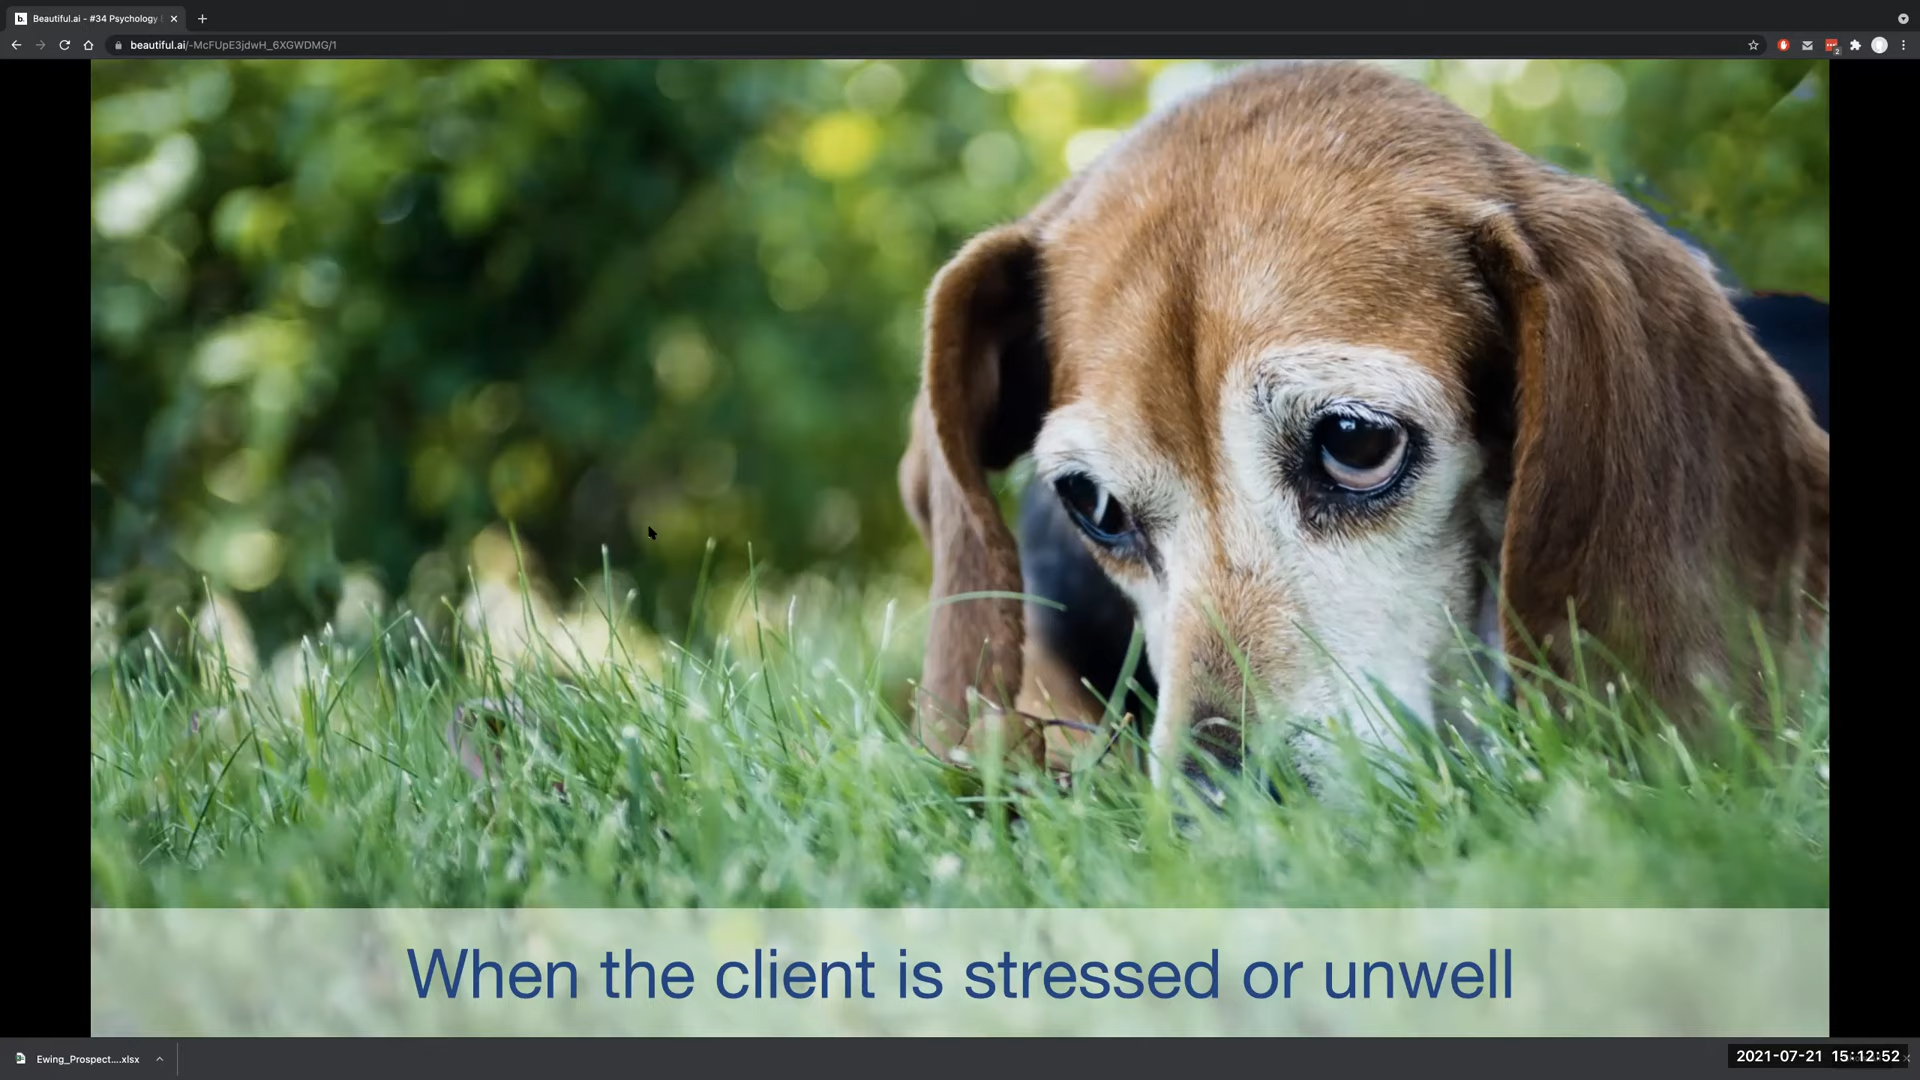 b.
Beautiful.ai - #34 Psychology
beautiful.ai/-McFUpE3jdwH_6XGWDMG/1
2
When the client is stressed or unwell
Ewing_Prospect....xlsx
2021-07-21 15:12:52